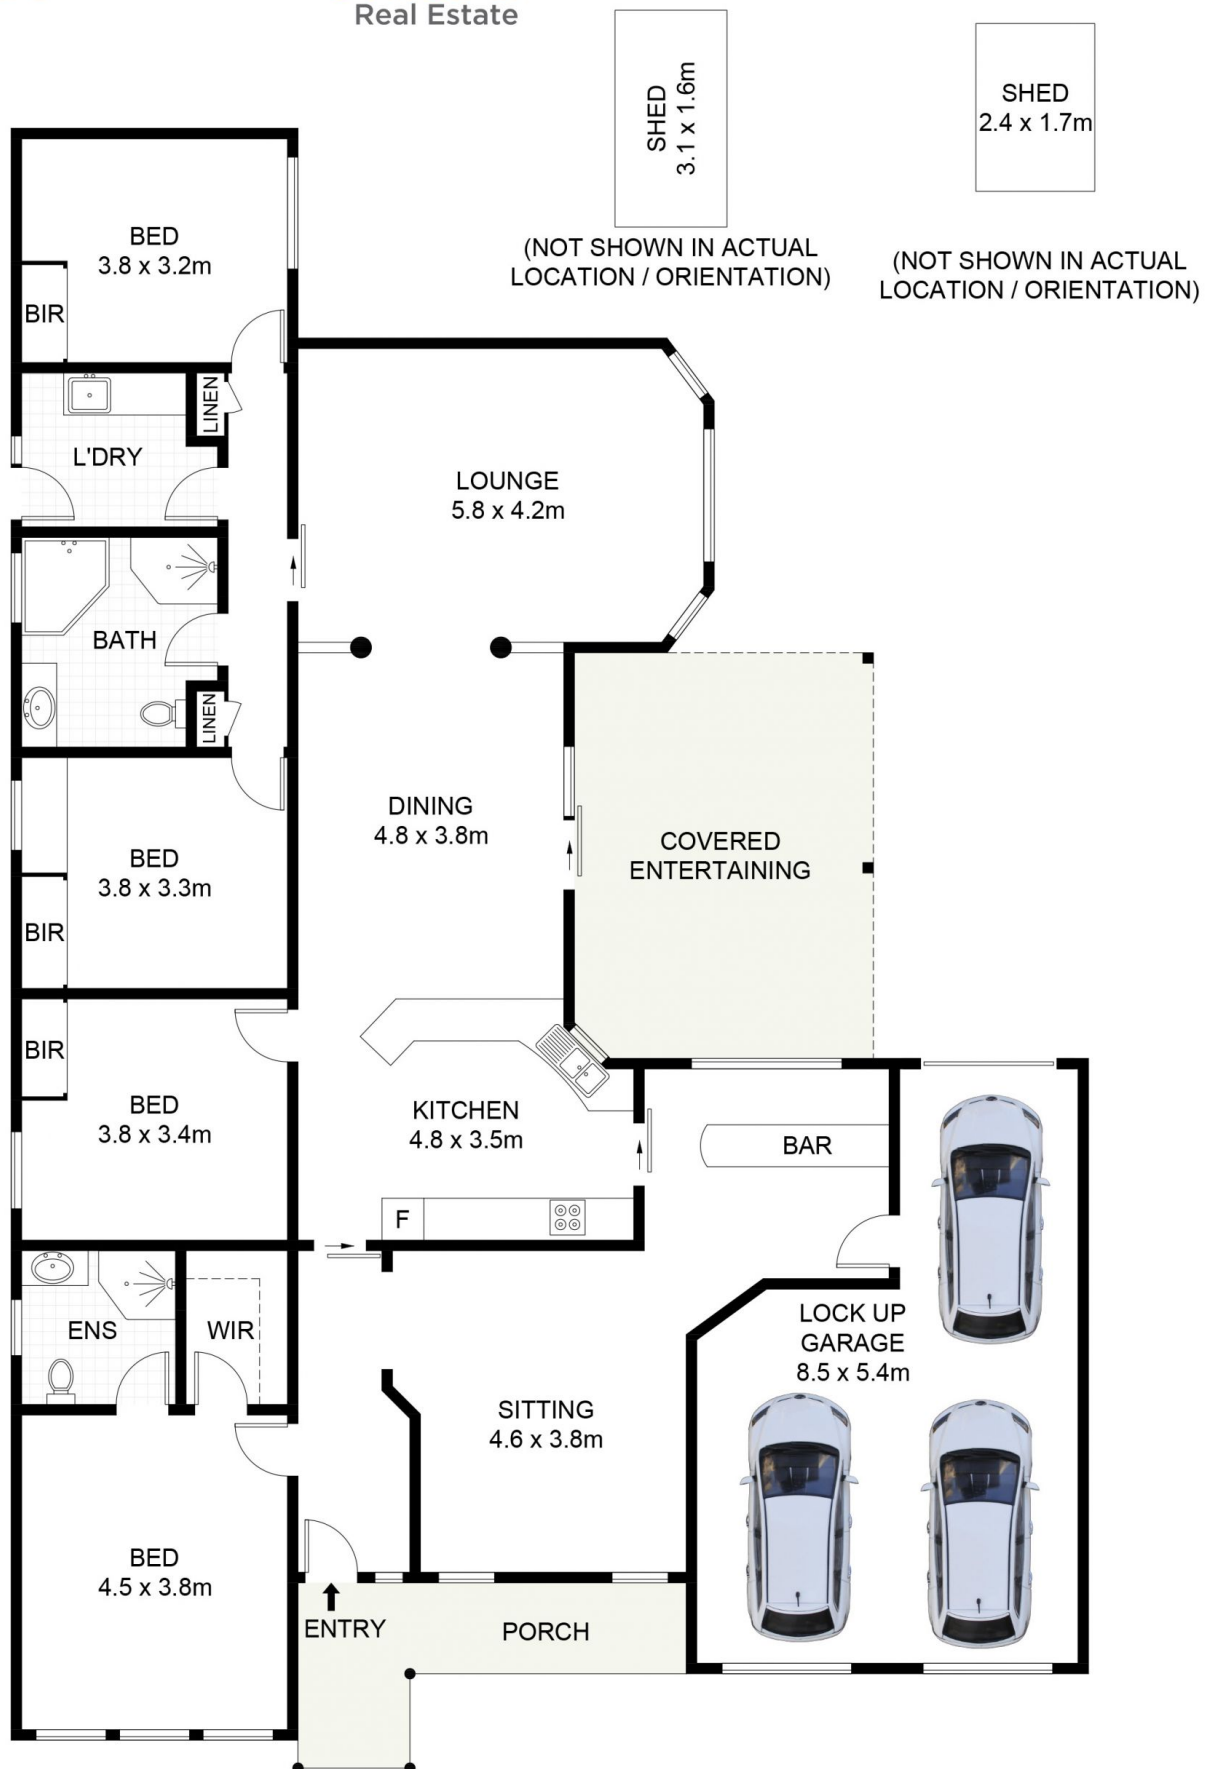 Real Estate
SHED
3.1 x 1.6m
SHED
2.4 x 1.7m
(NOT SHOWN IN ACTUAL
LOCATION / ORIENTATION)
(NOT SHOWN IN ACTUAL
LOCATION / ORIENTATION)
BED
3.8 x 3.2m
BIR
LINEN
L'DRY
LOUNGE
5.8 x 4.2m
BATH
LINEN
DINING
4.8 x 3.8m
COVERED
ENTERTAINING
BED
3.8 x 3.3m
BIR
BIR
BED
3.8 x 3.4m
KITCHEN
4.8 x 3.5m
BAR
F
ENS
WIR
LOCK UP
GARAGE
8.5 x 5.4m
SITTING
4.6 x 3.8m
BED
4.5 x 3.8m
ENTRY
PORCH